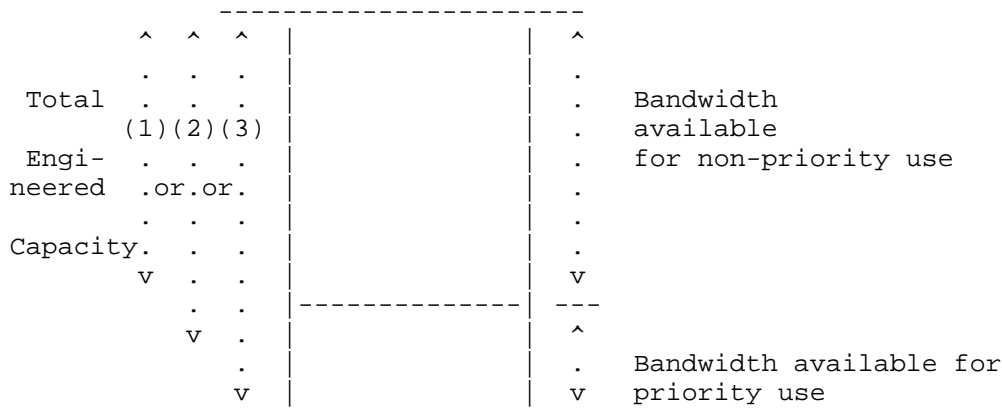 -----------------------
^ ^ ^ | | ^
. . . | | .
Total . . . | | . Bandwidth
(1)(2)(3) | | . available
Engi- . . . | | . for non-priority use
neered .or.or. | | .
. . . | | .
Capacity. . . | | .
v . . | | v
. . |--------------| ---
v . | | ^
. | | . Bandwidth available for
v | | v priority use